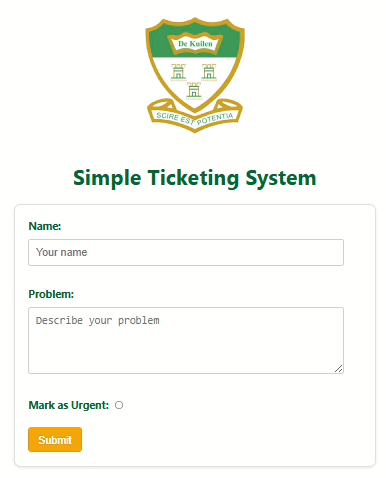 De Kuilen
SCIRE EST POTENTIA
Simple Ticketing System
Name:
Your name
Problem:
Describe your problem
Mark as Urgent:
Submit